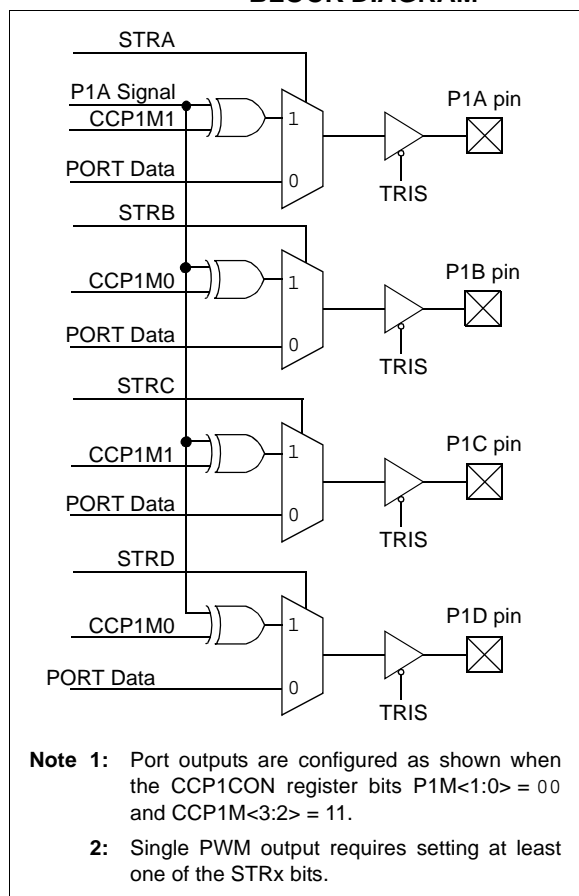 BLOCK DIAGRAM
STRA
P1A Signal
CCP1M1
1
P1A pin
PORT Data
0
TRIS
STRB
CCP1M0
1
P1B pin
PORT Data
0
TRIS
STRC
CCP1M1
1
P1C pin
PORT Data
0
TRIS
STRD
CCP1M0
1
P1D pin
PORT Data
0
TRIS
Note 1: Port outputs are configured as shown when
the CCP1CON register bits P1M<1:0> = 00
and CCP1M<3:2> = 11.
2: Single PWM output requires setting at least
one of the STRx bits.